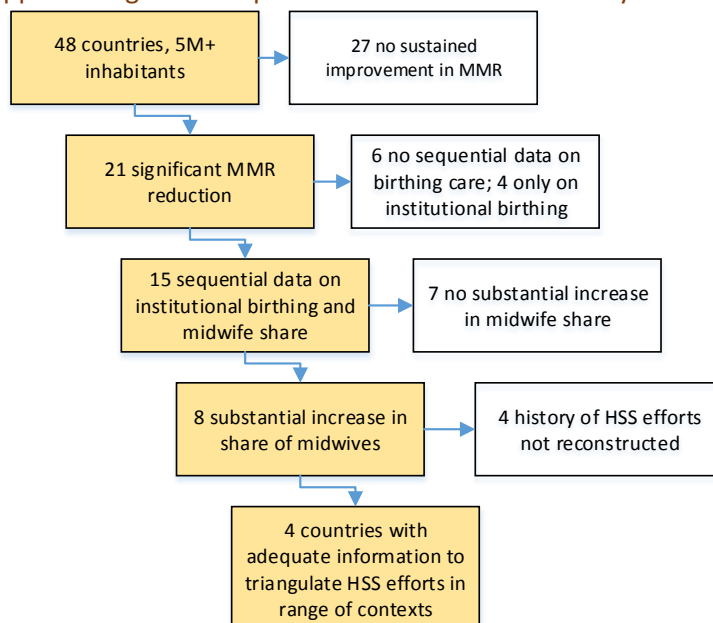 48 countries, 5M+
inhabitants
27 no sustained
improvement in MMR
21 significant MMR
reduction
6 no sequential data on
birthing care; 4 only on
institutional birthing
15 sequential data on
institutional birthing and
midwife share
7 no substantial increase
in midwife share
8 substantial increase in
share of midwives
4 history of HSS efforts
not reconstructed
4 countries with
adequate information to
triangulate HSS efforts in
range of contexts